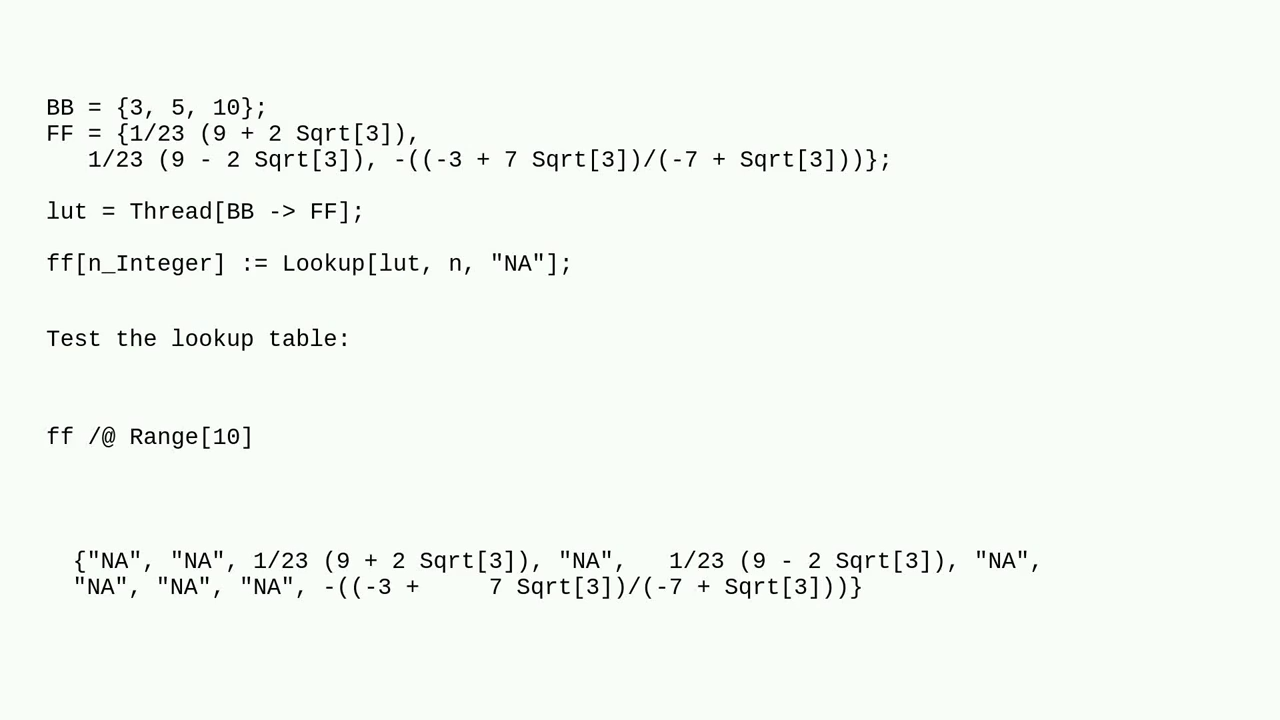 BB = {3, 5, 10};
FF = {1/23 (9 + 2 Sqrt[3]),
   1/23 (9 - 2 Sqrt[3]), -((-3 + 7 Sqrt[3])/(-7 + Sqrt[3]))};
lut = Thread[BB -> FF];
ff[n_Integer] := Lookup[lut, n, "NA"];
Test the lookup table:
ff /@ Range[10]
{"NA", "NA", 1/23 (9 + 2 Sqrt[3]), "NA",   1/23 (9 - 2 Sqrt[3]), "NA",
"NA", "NA", "NA", -((-3 +     7 Sqrt[3])/(-7 + Sqrt[3]))}